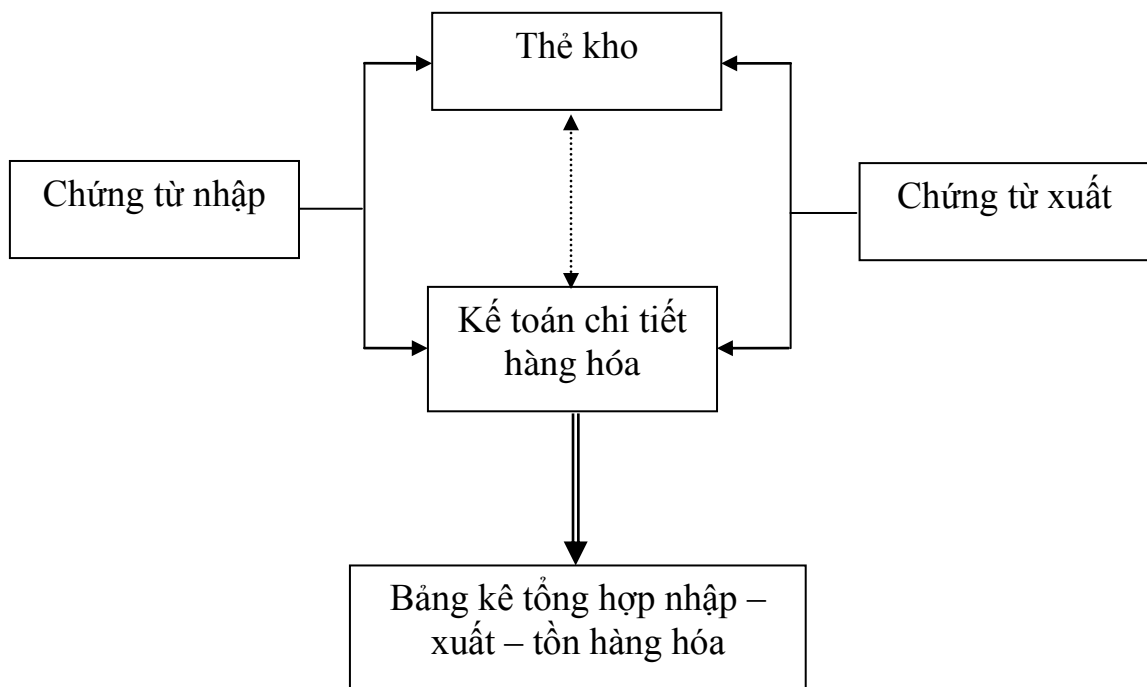 Thẻ kho
Chứng từ nhập
Chứng từ xuất
Kế toán chi tiết
hàng hóa
Bảng kê tổng hợp nhập –
xuất – tồn hàng hóa